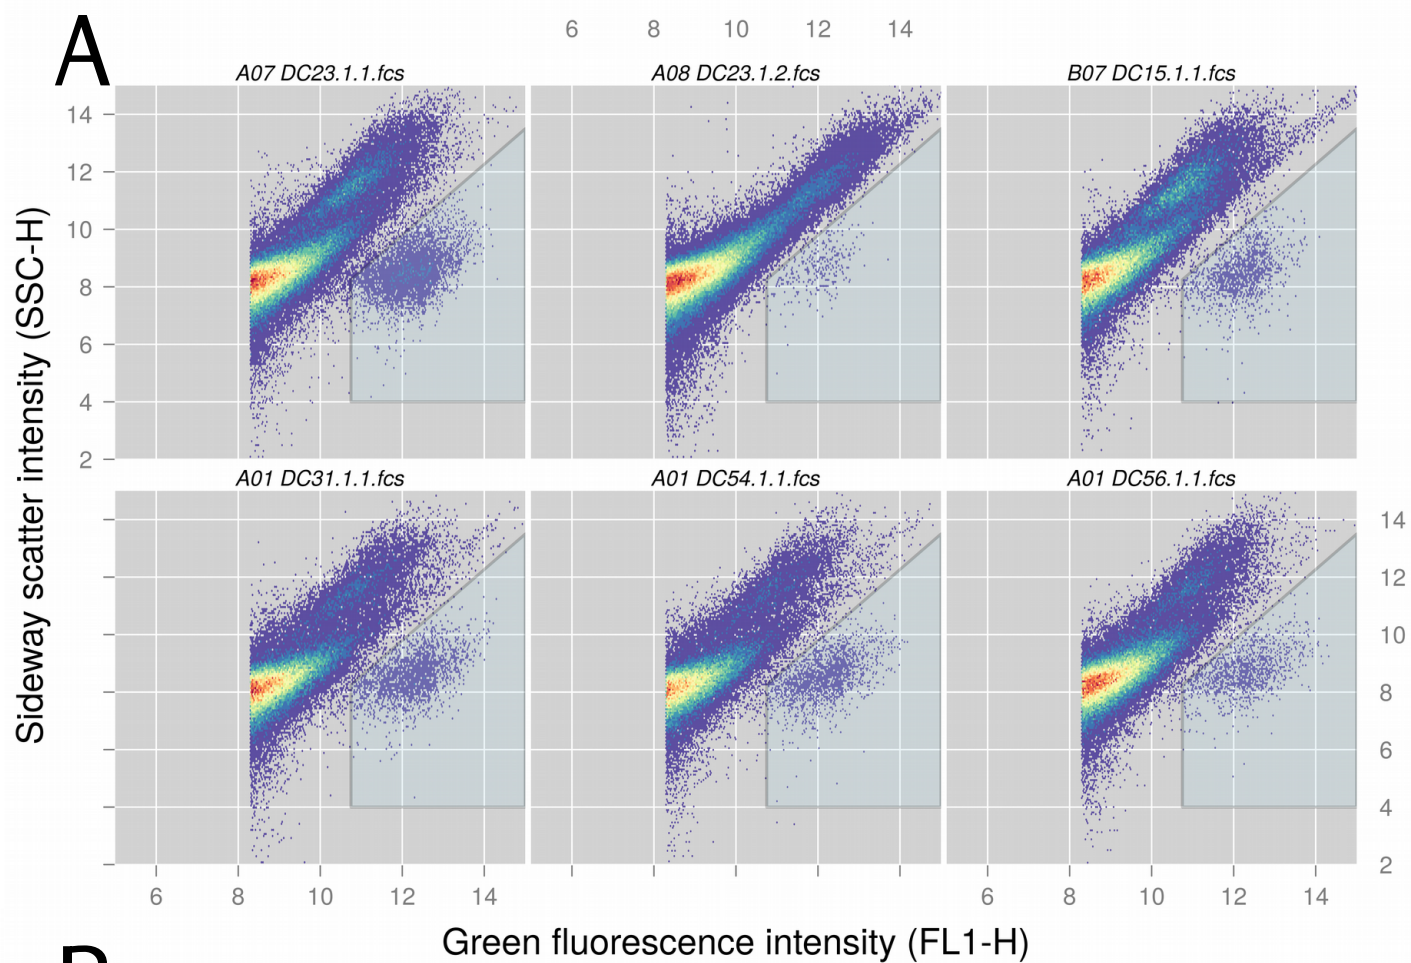 A
6 8 10 12 14
A07 DC23.1.1.fcs A08 DC23.1.2.fcs B07 DC15.1.1.fcs
14
12
10
8
6
4
2
Sideway scatter intensity (SSC-H)
A01 DC31.1.1.fcs A01 DC54.1.1.fcs A01 DC56.1.1.fcs
14
12
10
8
6
4
2
6 8 10 12 14 6 8 10 12 14
Green fluorescence intensity (FL1-H)